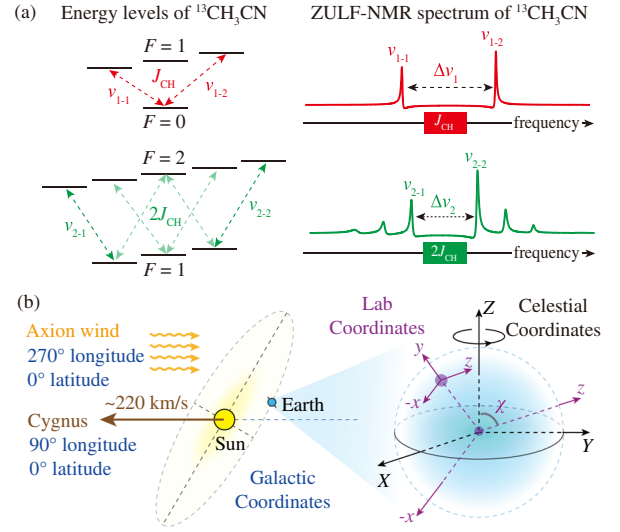 (a)
Energy levels of ¹³CH₃CN
ZULF-NMR spectrum of ¹³CH₃CN
F = 1
J_CH
ν₁₋₁
ν₁₋₂
F = 0
F = 2
2J_CH
ν₂₋₁
ν₂₋₂
F = 1
ν₁₋₁
ν₁₋₂
Δν₁
J_CH
frequency
ν₂₋₁
ν₂₋₂
Δν₂
2J_CH
frequency
(b)
Axion wind
270° longitude
0° latitude
~220 km/s
Cygnus
90° longitude
0° latitude
Sun
Earth
Galactic
Coordinates
Lab
Coordinates
Z
Celestial
Coordinates
y
z
-x
z
χ
Y
X
-x